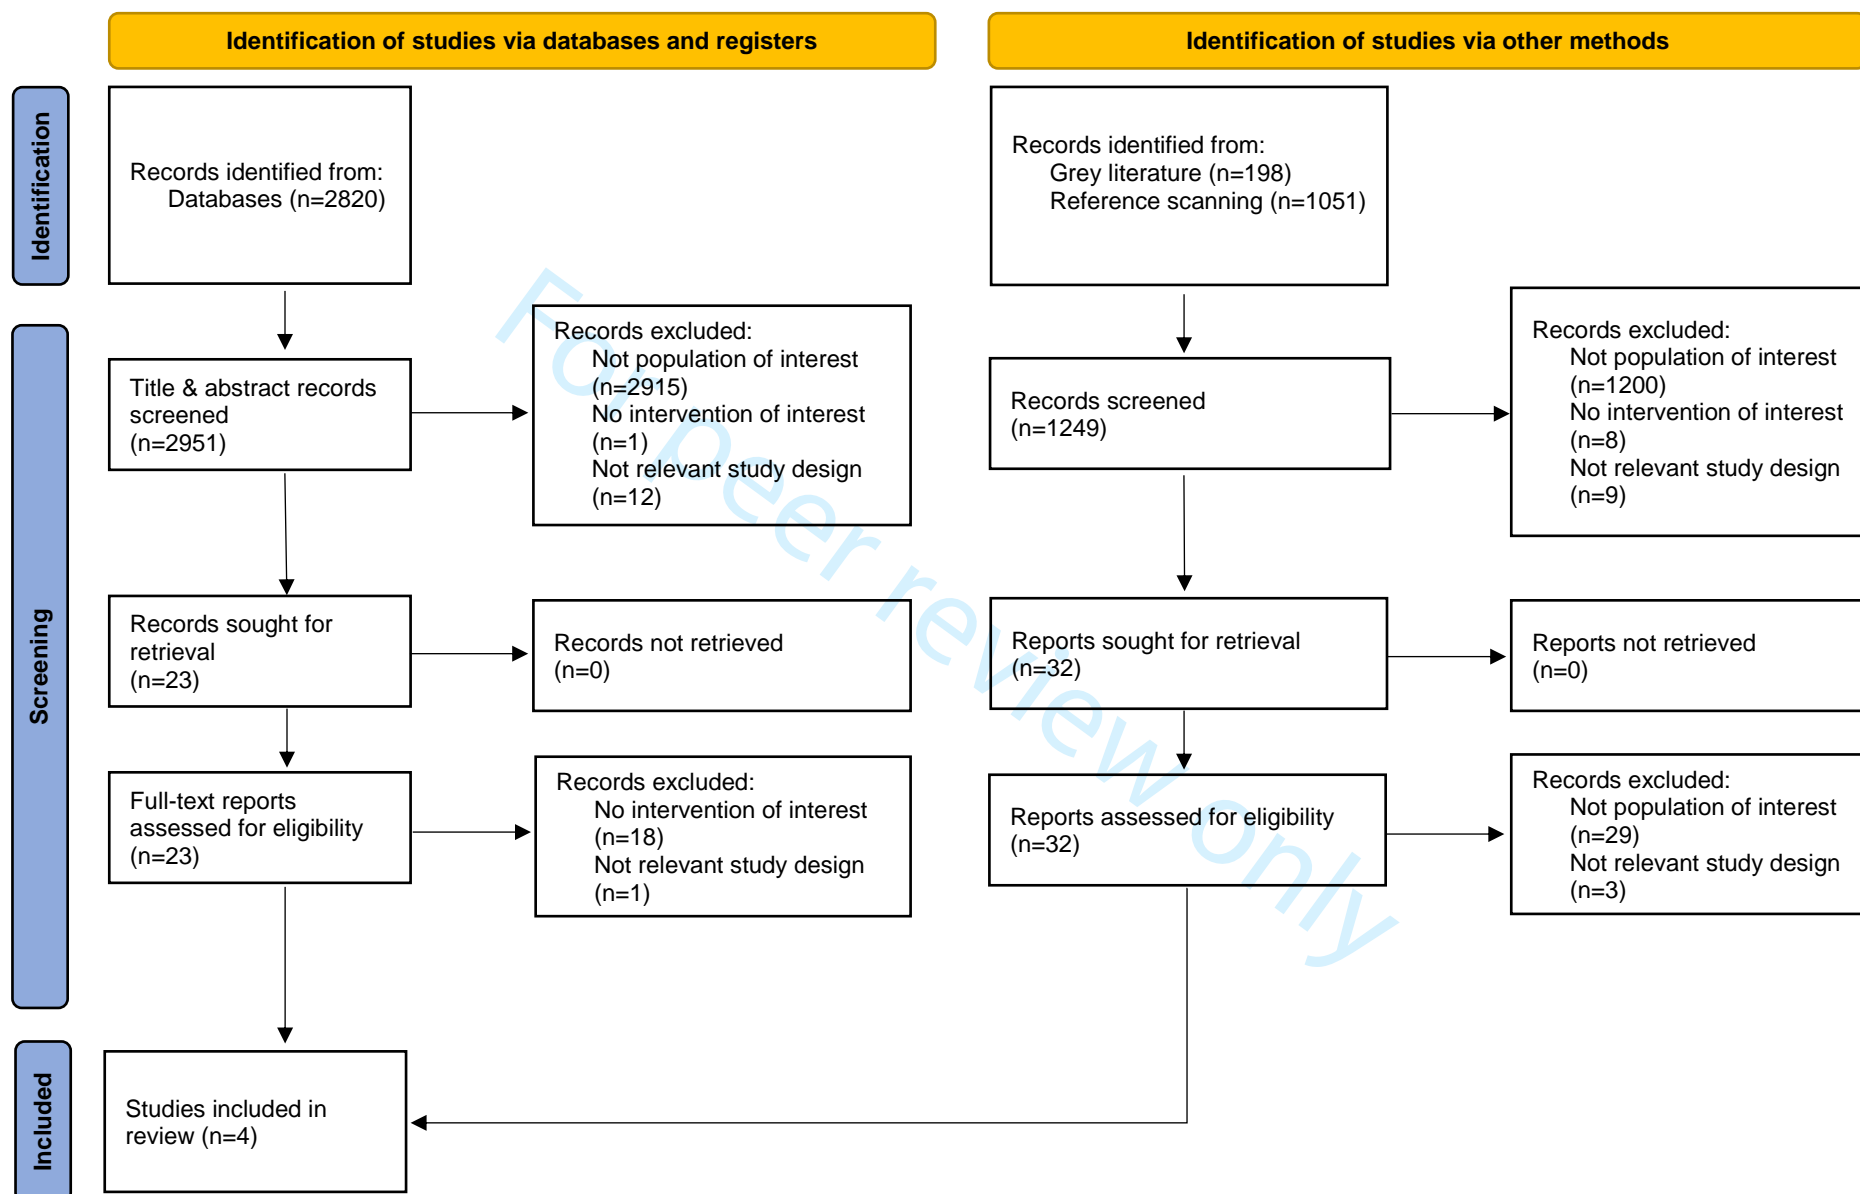 Identification of studies via databases and registers
Identification of studies via other methods
Identification
Records identified from:
Databases (n=2820)
Records identified from:
Grey literature (n=198)
Reference scanning (n=1051)
Screening
Title & abstract records
screened
(n=2951)
Records excluded:
Not population of interest
(n=2915)
No intervention of interest
(n=1)
Not relevant study design
(n=12)
Records screened
(n=1249)
Records excluded:
Not population of interest
(n=1200)
No intervention of interest
(n=8)
Not relevant study design
(n=9)
Records sought for
retrieval
(n=23)
Records not retrieved
(n=0)
Reports sought for retrieval
(n=32)
Reports not retrieved
(n=0)
Full-text reports
assessed for eligibility
(n=23)
Records excluded:
No intervention of interest
(n=18)
Not relevant study design
(n=1)
Reports assessed for eligibility
(n=32)
Records excluded:
Not population of interest
(n=29)
Not relevant study design
(n=3)
Included
Studies included in
review (n=4)
For peer review only